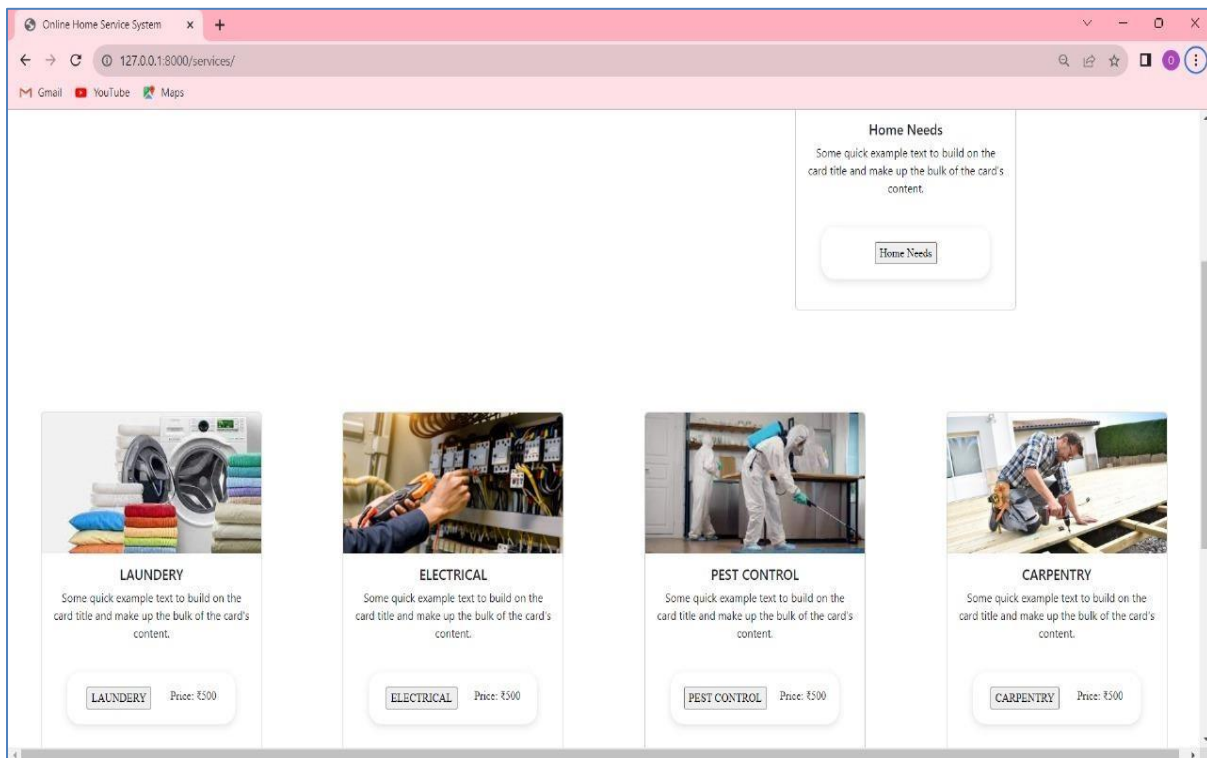 Online Home Service System
127.0.0.1:8000/services/
O
Gmail YouTube Maps
Home Needs
Some quick example text to build on the
card title and make up the bulk of the card's
content.
Home Needs
LAUNDERY
Some quick example text to build on the
card title and make up the bulk of the card's
content.
LAUNDERY Price: ₹500
ELECTRICAL
Some quick example text to build on the
card title and make up the bulk of the card's
content.
ELECTRICAL Price: ₹500
PEST CONTROL
Some quick example text to build on the
card title and make up the bulk of the card's
content.
PEST CONTROL Price: ₹500
CARPENTRY
Some quick example text to build on the
card title and make up the bulk of the card's
content.
CARPENTRY Price: ₹500